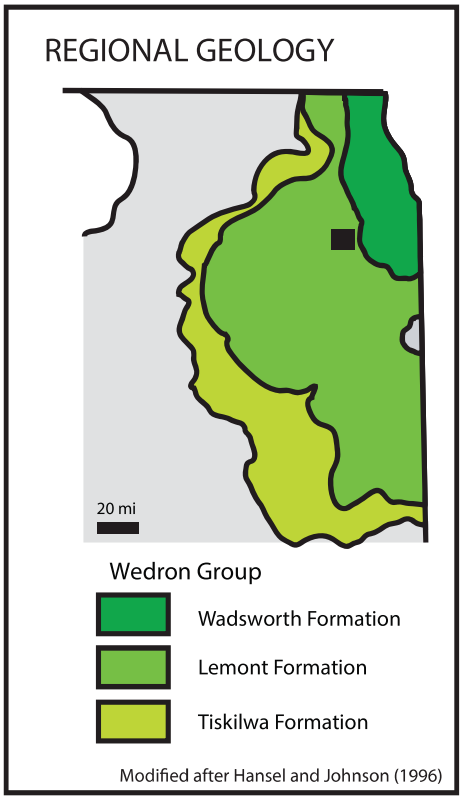 REGIONAL GEOLOGY
20 mi
Wedron Group
Wadsworth Formation
Lemont Formation
Tiskilwa Formation
Modified after Hansel and Johnson (1996)